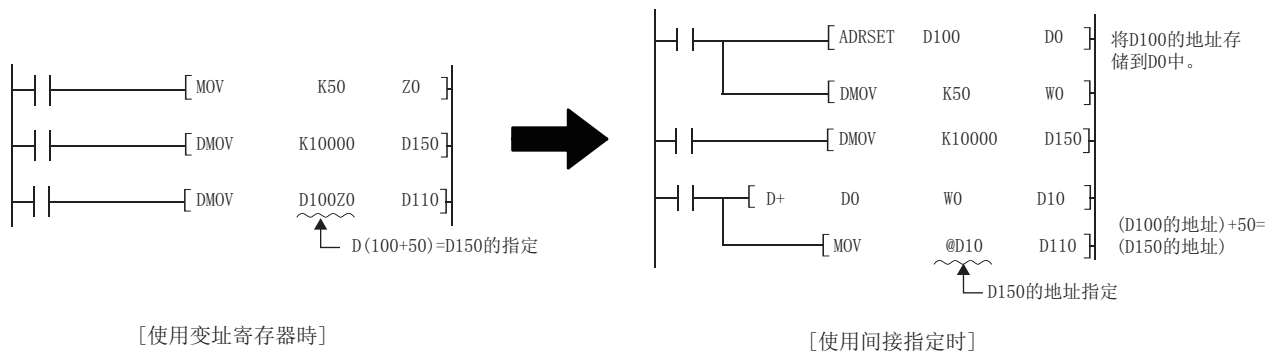 MOV K50 Z0
DMOV K10000 D150
DMOV D100Z0 D110
D(100+50)=D150的指定
[使用变址寄存器時]
ADRSET D100 D0
将D100的地址存
储到D0中。
DMOV K50 W0
DMOV K10000 D150
D+ D0 W0 D10
(D100的地址)+50=
(D150的地址)
MOV @D10 D110
D150的地址指定
[使用间接指定时]